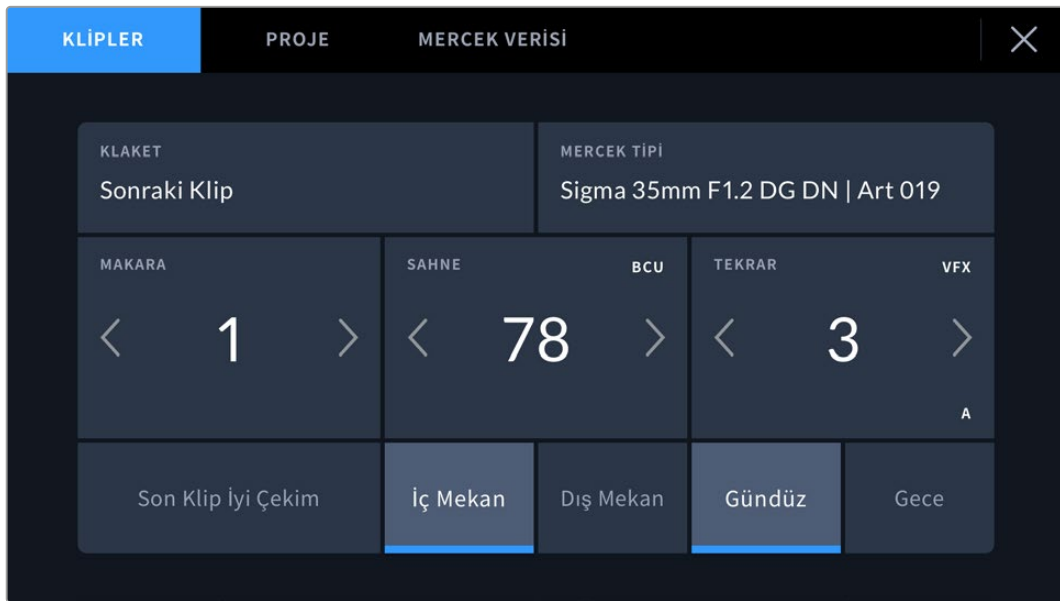 KLİPLER PROJE MERCEK VERİSİ
KLAKET MERCEK TİPİ
Sonraki Klip Sigma 35mm F1.2 DG DN | Art 019
MAKARA SAHNE BCU TEKRAR VFX
1 78 3
A
Son Klip İyi Çekim İç Mekan Dış Mekan Gündüz Gece